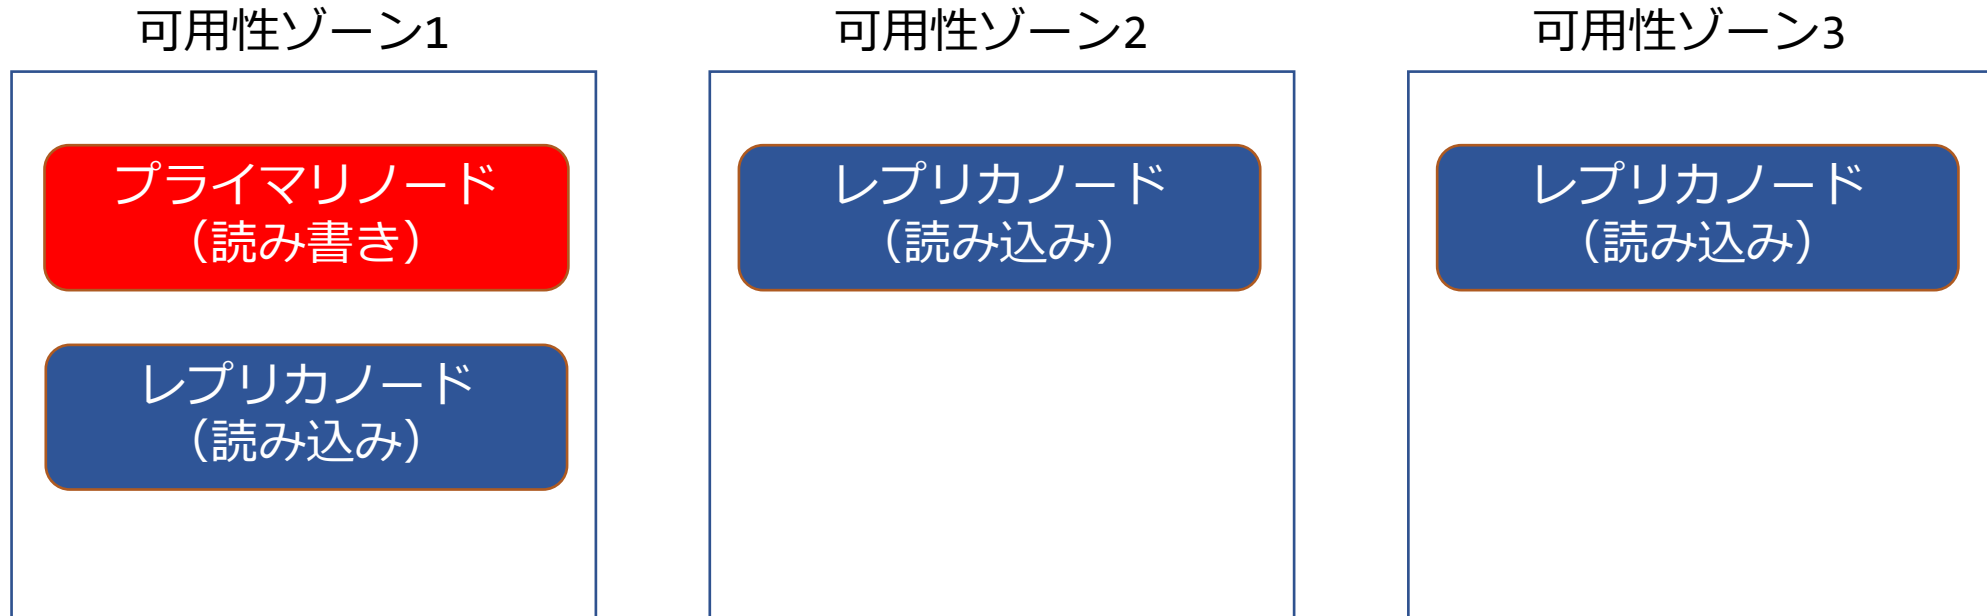 可用性ゾーン1
プライマリノード
（読み書き）
レプリカノード
（読み込み）
可用性ゾーン2
レプリカノード
（読み込み）
可用性ゾーン3
レプリカノード
（読み込み）